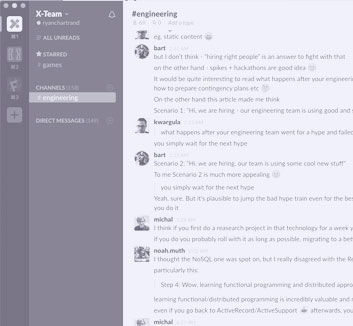 X-Team
ryanchartrand
ALL UNREADS
STARRED
# games
CHANNELS
# engineering
DIRECT MESSAGES
#engineering
Add a topic
eg. static content
bart
but I don't think - "hiring right people" is an answer to fight with that
on the other hand - spikes + hackathons are good idea
It would be quite interesting to read what happens after your engineeri
how to prepare contingency plans etc
On the other hand this article made me think
Scenario 1: "Hi, we are hiring - our engineering team is using good and s
kwargula
what happens after your engineering team went for a hype and failed
you simply wait for the next hype
bart
Scenario 2: "Hi, we are hiring, our team is using some cool new stuff"
To me Scenario 2 is much more appealing
you simply wait for the next hype
Yeah, sure. But it's plausible to jump the bad hype train even for the bes
you do it
michal
I think if you first do a reasearch project in that technology for a week y
if you do you probably roll with it as long as possible, migrating to a bet
noah.muth
I thought the NoSQL one was spot on, but I really disagreed with the Re
particularly this:
Step 4: Wow, learning functional programming and distributed appro
learning functional/distributed programming is incredibly valuable and r
even if you go back to ActiveRecord/ActiveSupport afterwards, you
michal